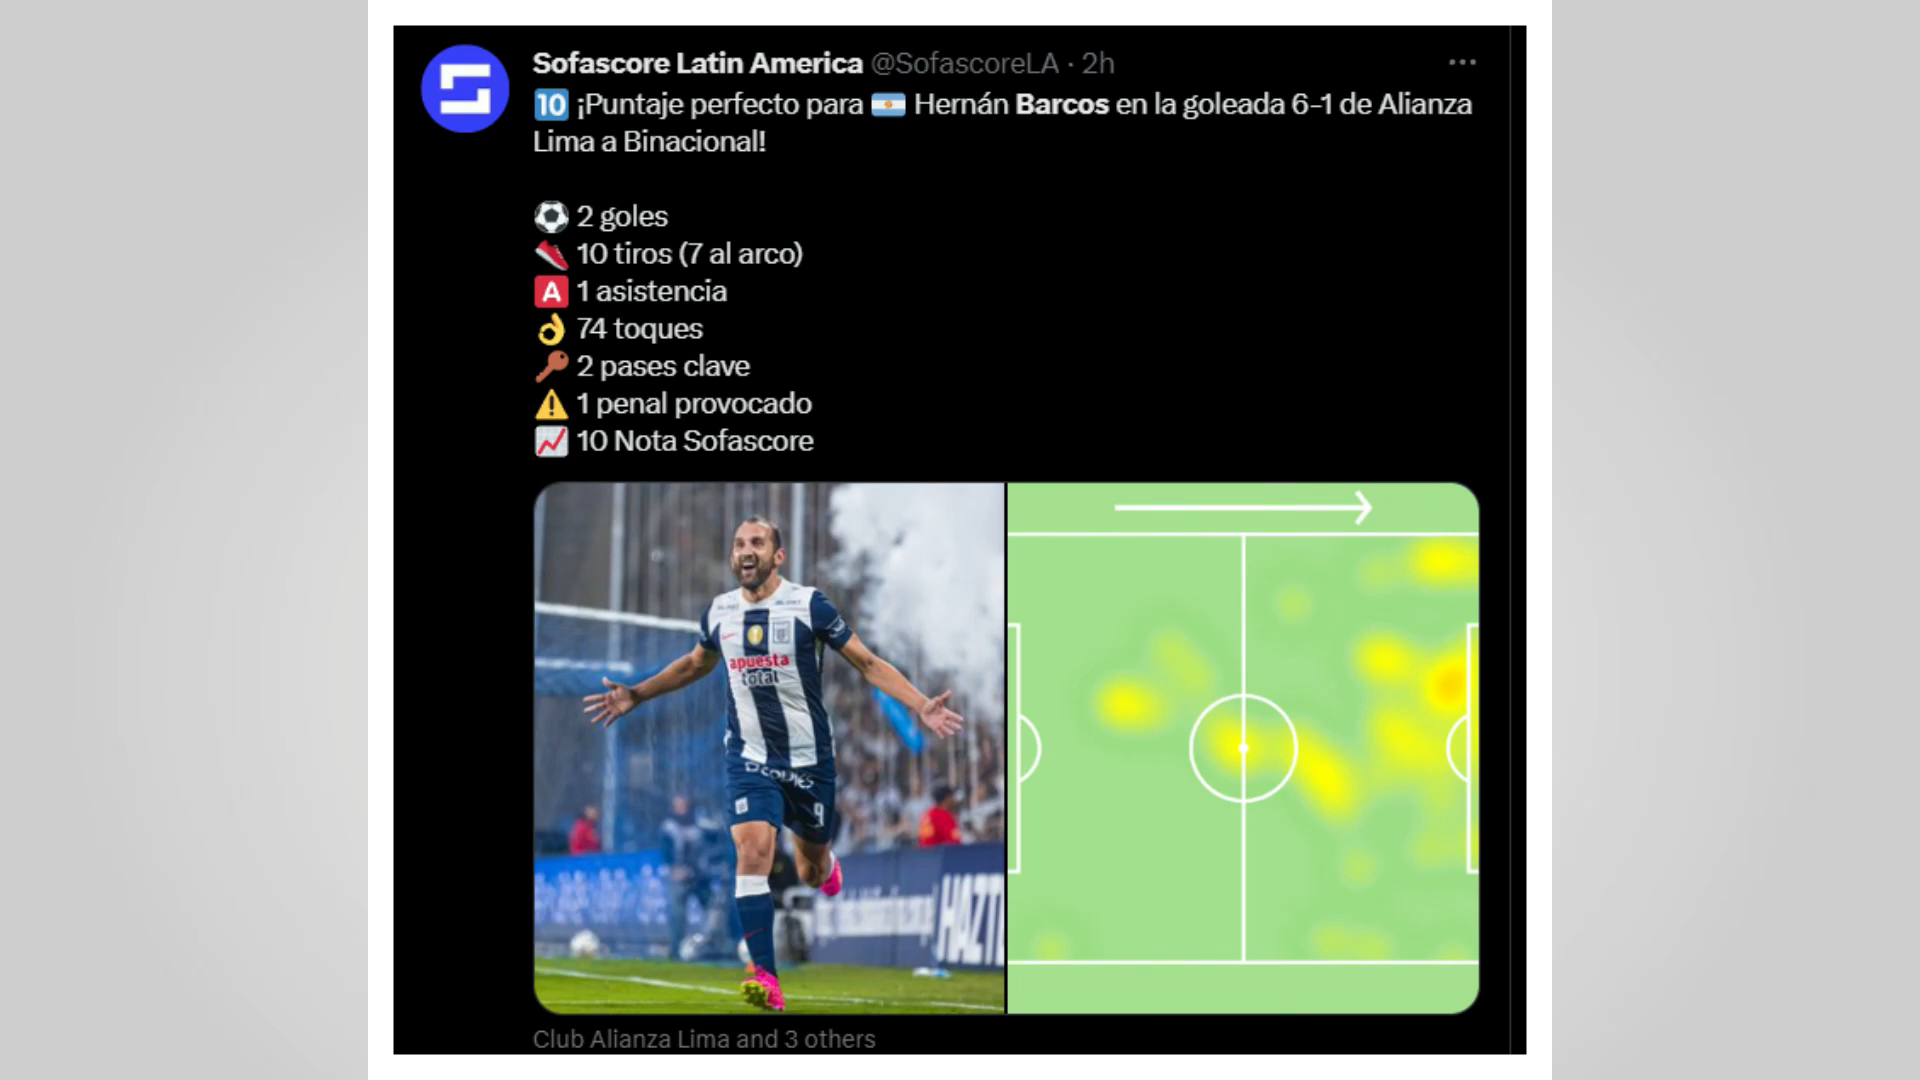 Sofascore Latin America @SofascoreLA · 2h
🔟 ¡Puntaje perfecto para 🇦🇷 Hernán Barcos en la goleada 6-1 de Alianza
Lima a Binacional!
⚽ 2 goles
👟 10 tiros (7 al arco)
🅰 1 asistencia
👌 74 toques
🔑 2 pases clave
⚠ 1 penal provocado
📈 10 Nota Sofascore
apuesta
total
9
HAZT
Club Alianza Lima and 3 others